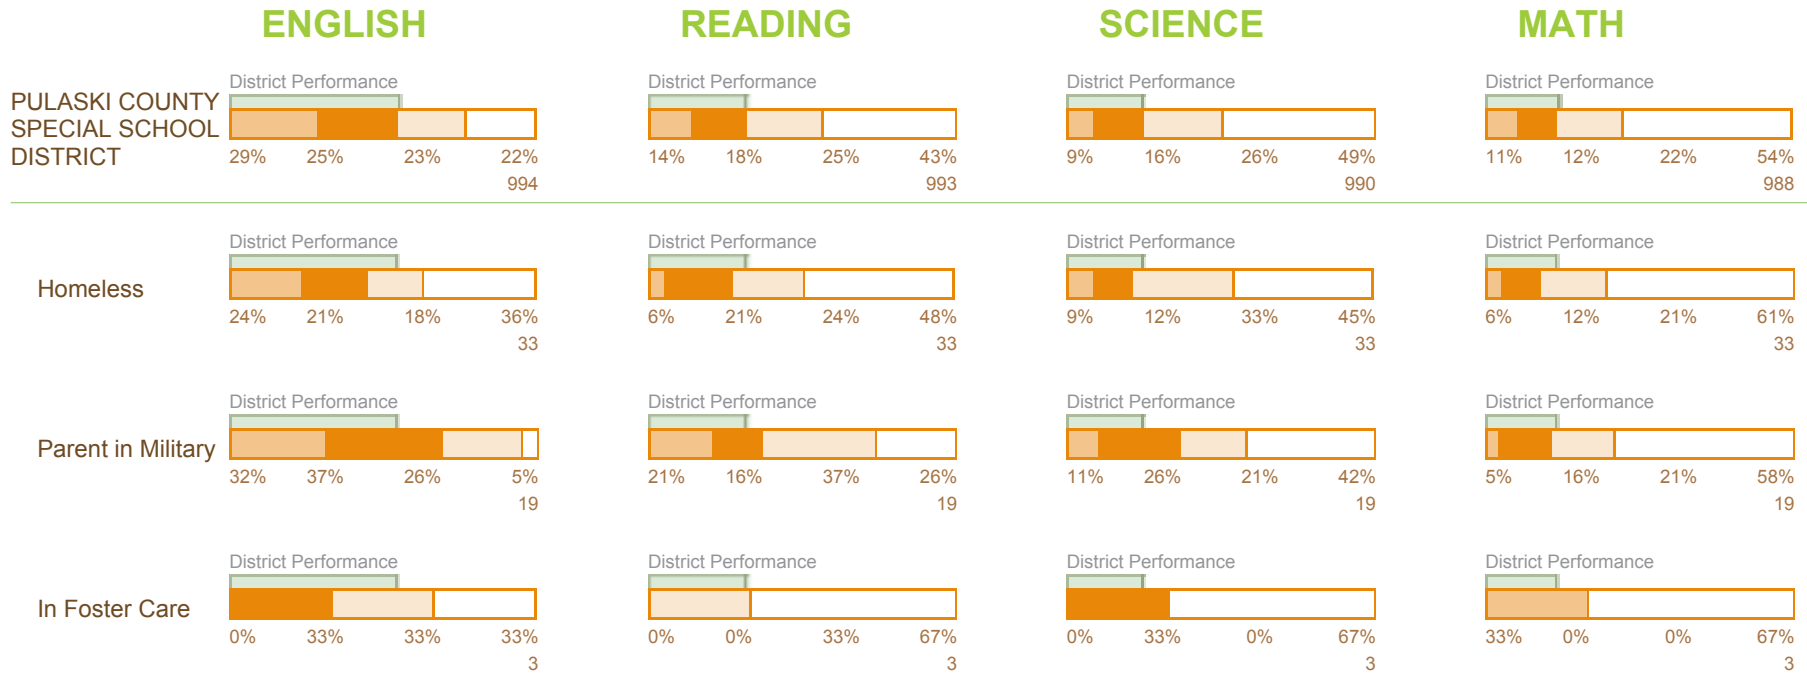 ENGLISH READING SCIENCE MATH
District Performance District Performance District Performance District Performance
PULASKI COUNTY
SPECIAL SCHOOL
DISTRICT
29% 25% 23% 22% 14% 18% 25% 43% 9% 16% 26% 49% 11% 12% 22% 54%
994 993 990 988
District Performance District Performance District Performance District Performance
Homeless
24% 21% 18% 36% 6% 21% 24% 48% 9% 12% 33% 45% 6% 12% 21% 61%
33 33 33 33
District Performance District Performance District Performance District Performance
Parent in Military
32% 37% 26% 5% 21% 16% 37% 26% 11% 26% 21% 42% 5% 16% 21% 58%
19 19 19 19
District Performance District Performance District Performance District Performance
In Foster Care
0% 33% 33% 33% 0% 0% 33% 67% 0% 33% 0% 67% 33% 0% 0% 67%
3 3 3 3